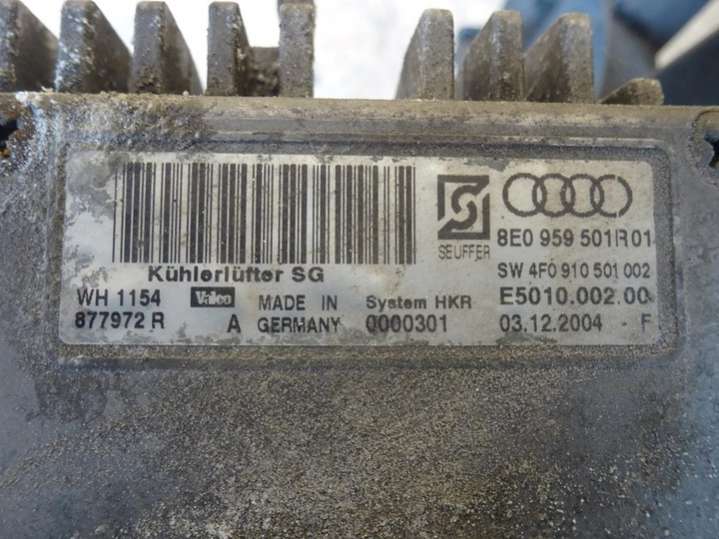 SEUFFER
8E0 959 501R01
Kühlerlüfter SG
SW 4F0 910 501 002
WH 1154 Valeo MADE IN System HKR E5010.002.00
877972 R A GERMANY 0000301 03.12.2004 - F